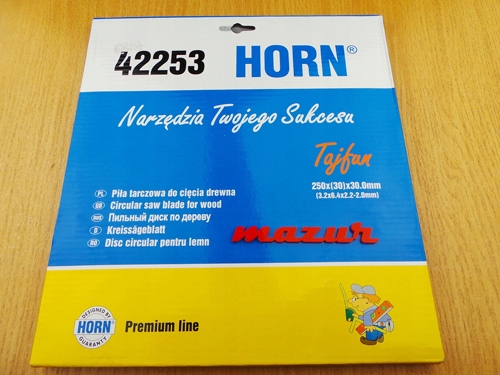 42253 HORN®
Narzędzia Twojego Sukcesu
Tajfun
250x(30)x30.0mm
(3.2x6.4x2.2-2.0mm)
PL Piła tarczowa do cięcia drewna
GB Circular saw blade for wood
RUS Пильный диск по дереву
D Kreissägeblatt
RO Disc circular pentru lemn
mazur
DESIGNED BY
HORN®
GUARANTY
Premium line